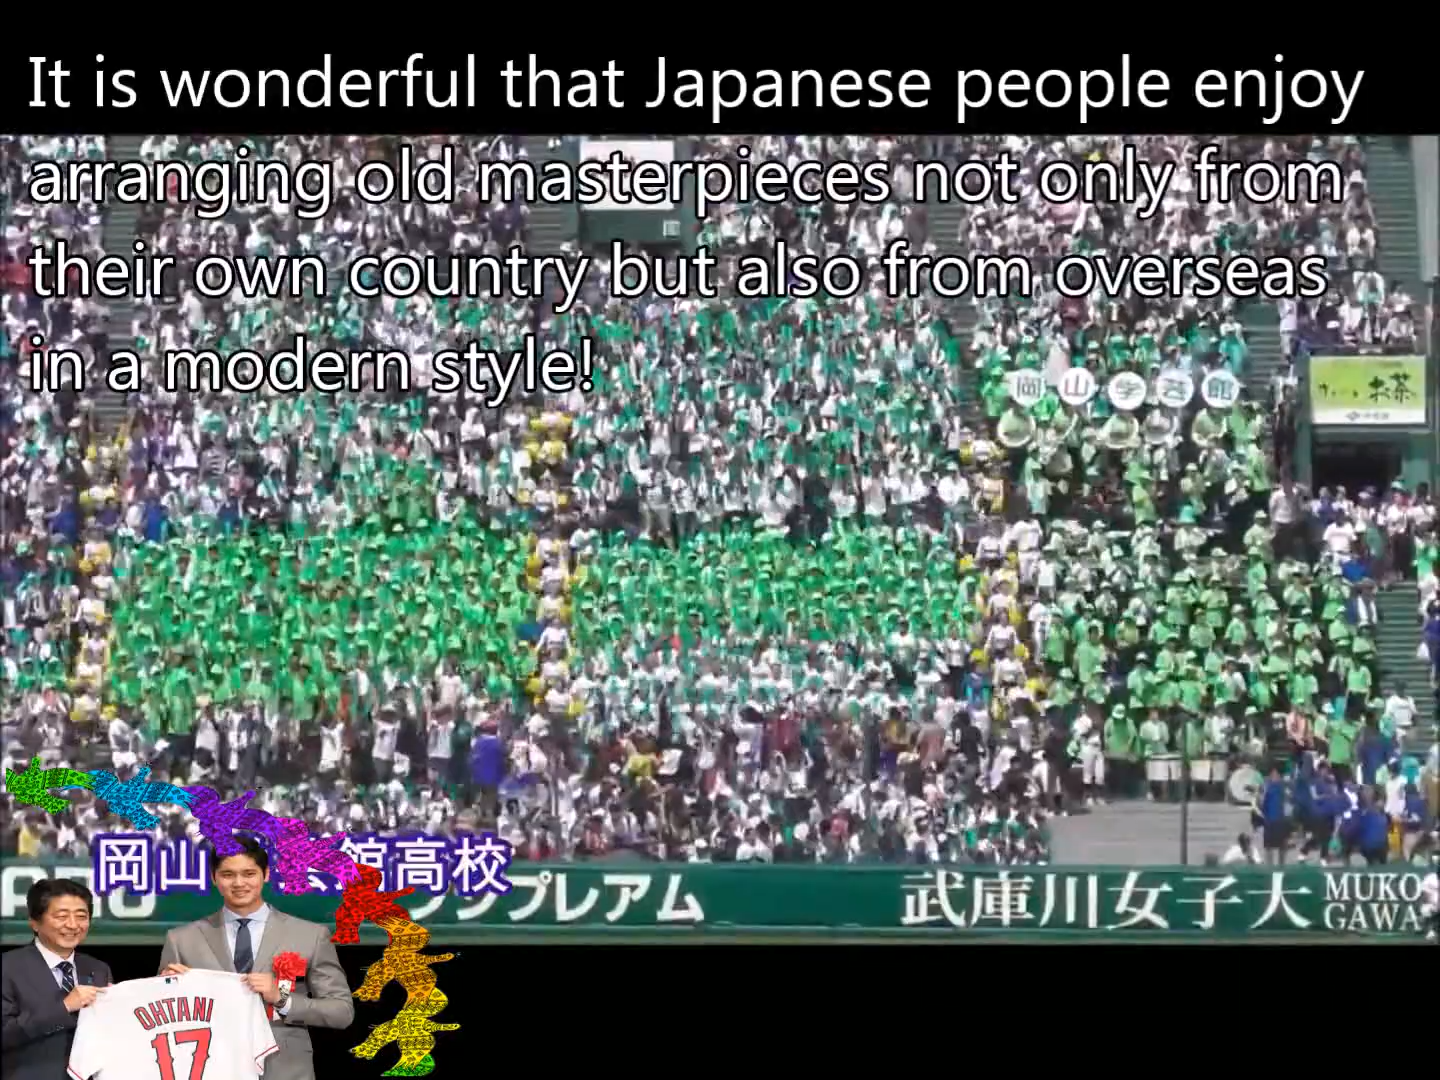 It is wonderful that Japanese people enjoy
arranging old masterpieces not only from
their own country but also from overseas
in a modern style!
岡山学芸館
お茶
岡山 館高校
プレアム
武庫川女子大
MUKO
GAWA
OHTANI
17